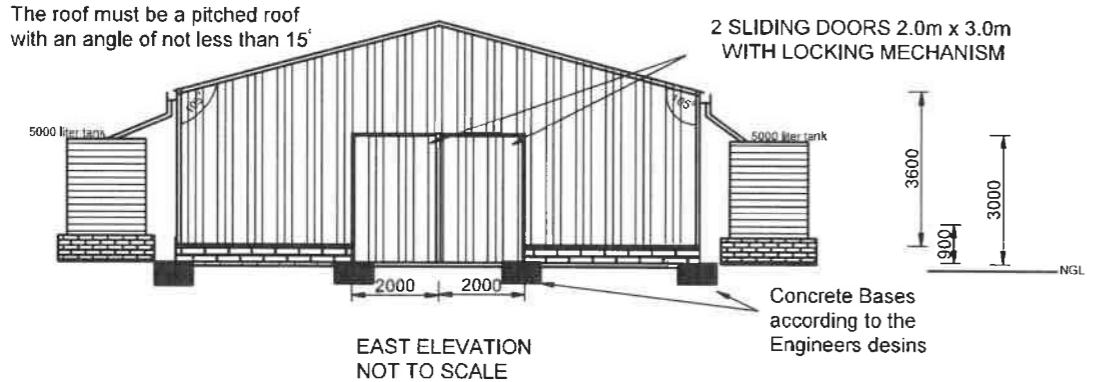 The roof must be a pitched roof
with an angle of not less than 15°
2 SLIDING DOORS 2.0m x 3.0m
WITH LOCKING MECHANISM
105°
105°
5000 liter tank
5000 liter tank
3600
3000
900
NGL
2000
2000
Concrete Bases
according to the
Engineers desins
EAST ELEVATION
NOT TO SCALE